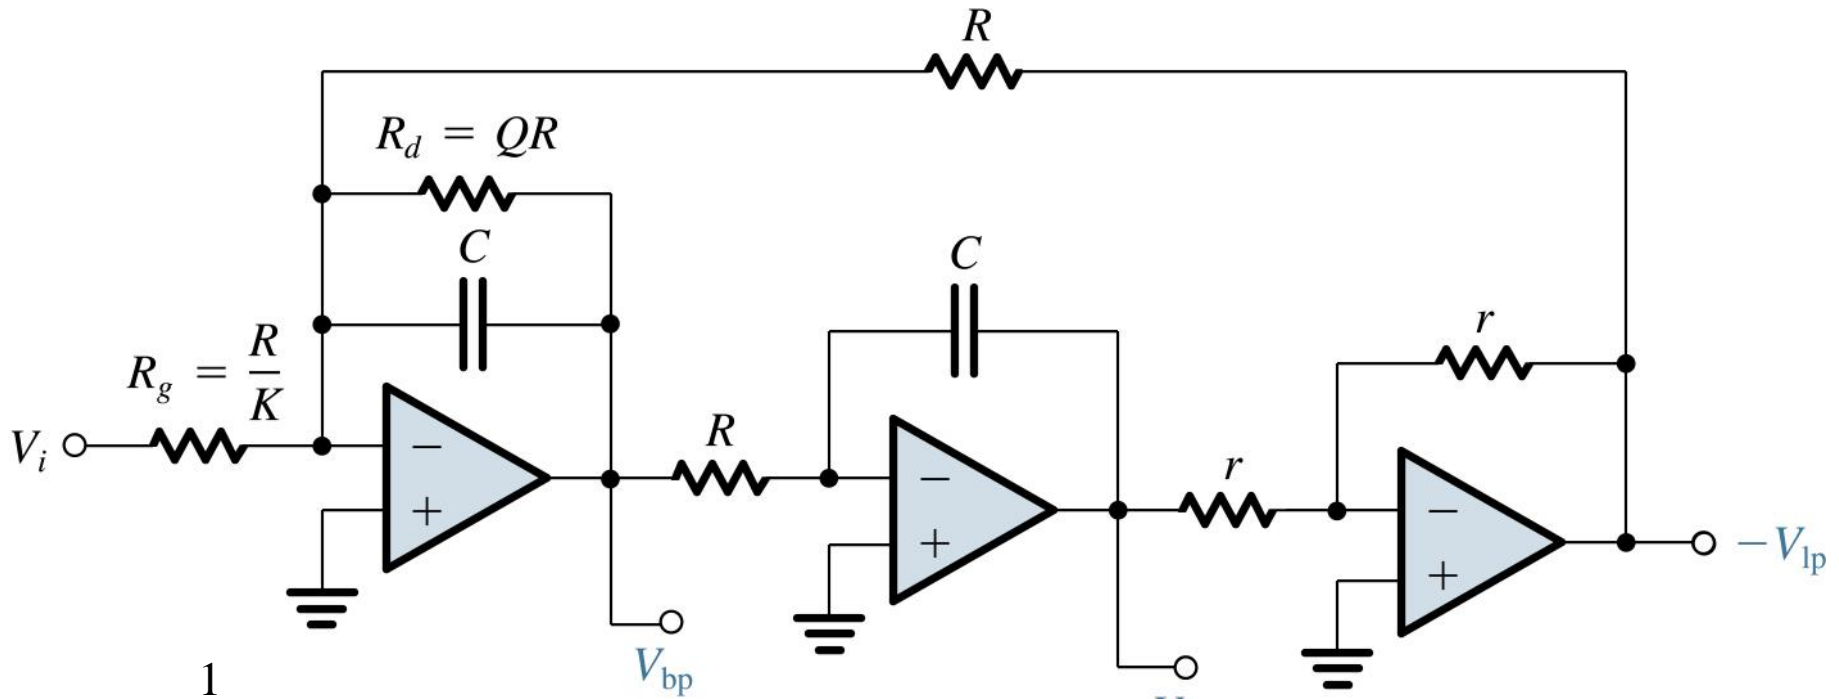 R
R_d = QR
C
C
r
R_g = R/K
R
V_i
−
+
−
+
r
−
+
−V_lp
V_bp
1